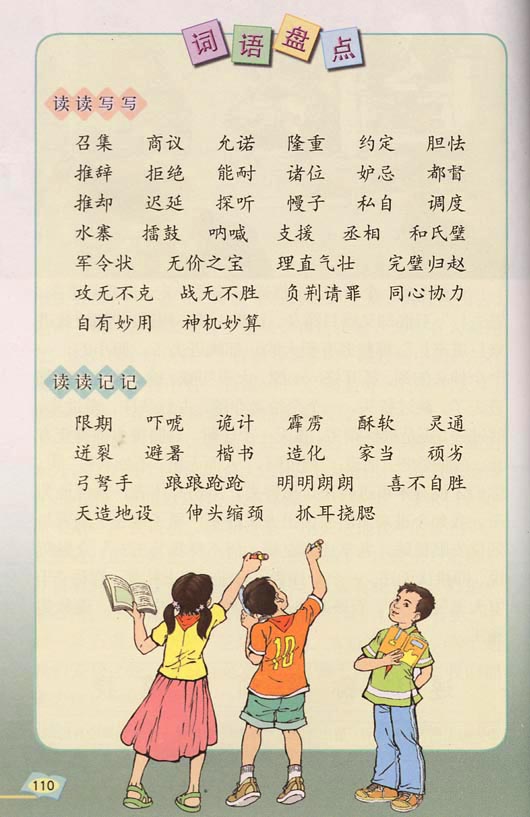 词语盘点
读读写写
召集 商议 允诺 隆重 约定 胆怯
推辞 拒绝 能耐 诸位 妒忌 都督
推却 迟延 探听 幔子 私自 调度
水寨 擂鼓 呐喊 支援 丞相 和氏璧
军令状 无价之宝 理直气壮 完璧归赵
攻无不克 战无不胜 负荆请罪 同心协力
自有妙用 神机妙算
读读记记
限期 吓唬 诡计 霹雳 酥软 灵通
迸裂 避暑 楷书 造化 家当 顽劣
弓弩手 踉踉跄跄 明明朗朗 喜不自胜
天造地设 伸头缩颈 抓耳挠腮
10
110